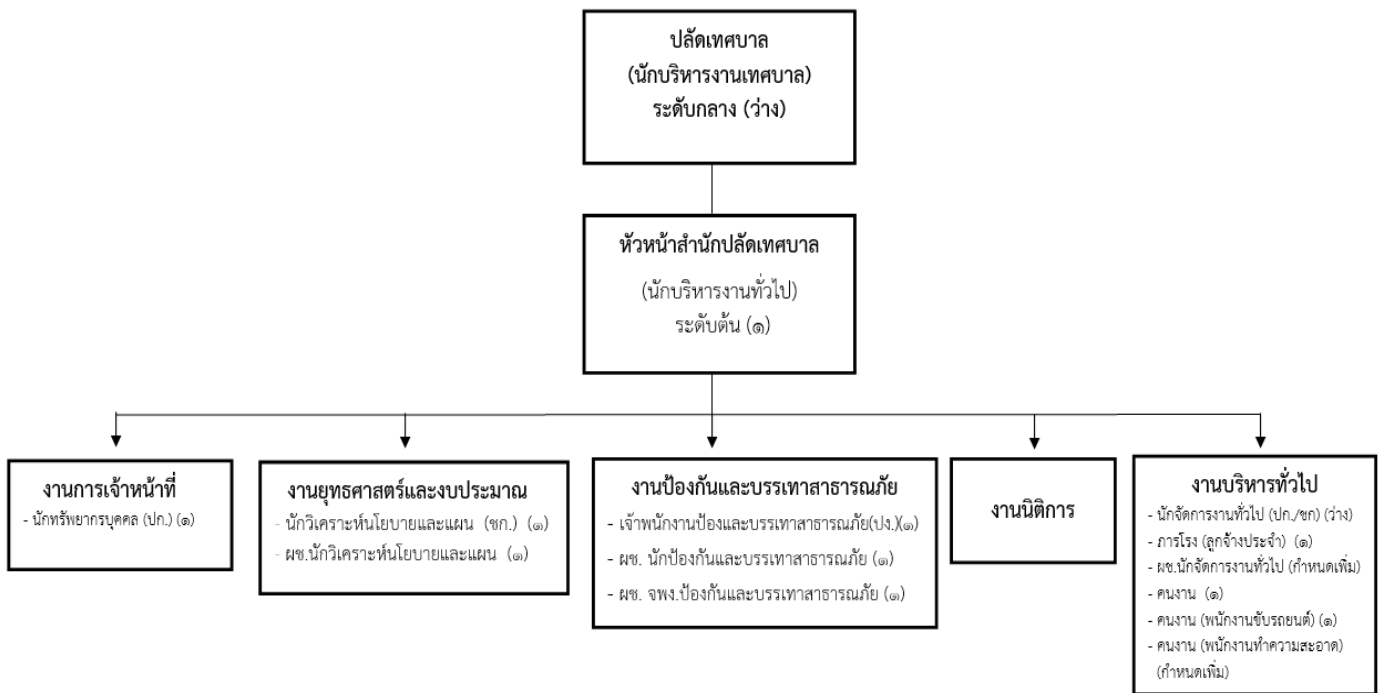 ปลัดเทศบาล
(นักบริหารงานเทศบาล)
ระดับกลาง (ว่าง)
หัวหน้าสำนักปลัดเทศบาล
(นักบริหารงานทั่วไป)
ระดับต้น (๑)
งานการเจ้าหน้าที่
- นักทรัพยากรบุคคล (ปก.) (๑)
งานยุทธศาสตร์และงบประมาณ
- นักวิเคราะห์นโยบายและแผน (ชก.) (๑)
- ผช.นักวิเคราะห์นโยบายและแผน (๑)
งานป้องกันและบรรเทาสาธารณภัย
- เจ้าพนักงานป้องและบรรเทาสาธารณภัย(ปง.)(๑)
- ผช. นักป้องกันและบรรเทาสาธารณภัย (๑)
- ผช. จพง.ป้องกันและบรรเทาสาธารณภัย (๑)
งานนิติการ
งานบริหารทั่วไป
- นักจัดการงานทั่วไป (ปก./ชก) (ว่าง)
- ภารโรง (ลูกจ้างประจำ) (๑)
- ผช.นักจัดการงานทั่วไป (กำหนดเพิ่ม)
- คนงาน (๑)
- คนงาน (พนักงานขับรถยนต์) (๑)
- คนงาน (พนักงานทำความสะอาด)
(กำหนดเพิ่ม)